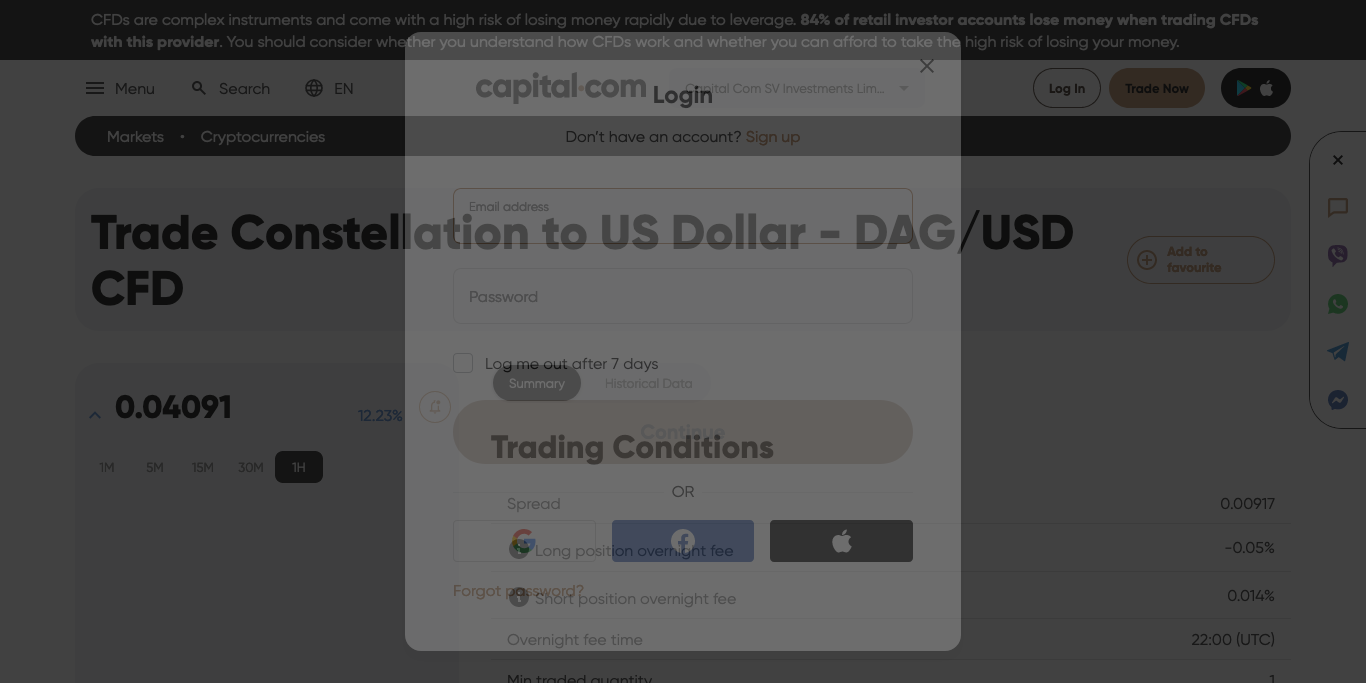 CFDs are complex instruments and come with a high risk of losing money rapidly due to leverage. 84% of retail investor accounts lose money when trading CFDs
with this provider. You should consider whether you understand how CFDs work and whether you can afford to take the high risk of losing your money.
Menu
Search
EN
capital.com
Capital Com SV Investments Lim...
Log In
Trade Now
Login
Markets
Cryptocurrencies
Don't have an account? Sign up
Email address
Trade Constellation to US Dollar - DAG/USD
CFD
Add to
favourite
Password
Log me out after 7 days
Summary
Historical Data
0.04091
12.23%
Continue
Trading Conditions
1M
5M
15M
30M
1H
OR
Spread
0.00917
Long position overnight fee
-0.05%
Forgot password?
Short position overnight fee
0.014%
Overnight fee time
22:00 (UTC)
Min traded quantity
1